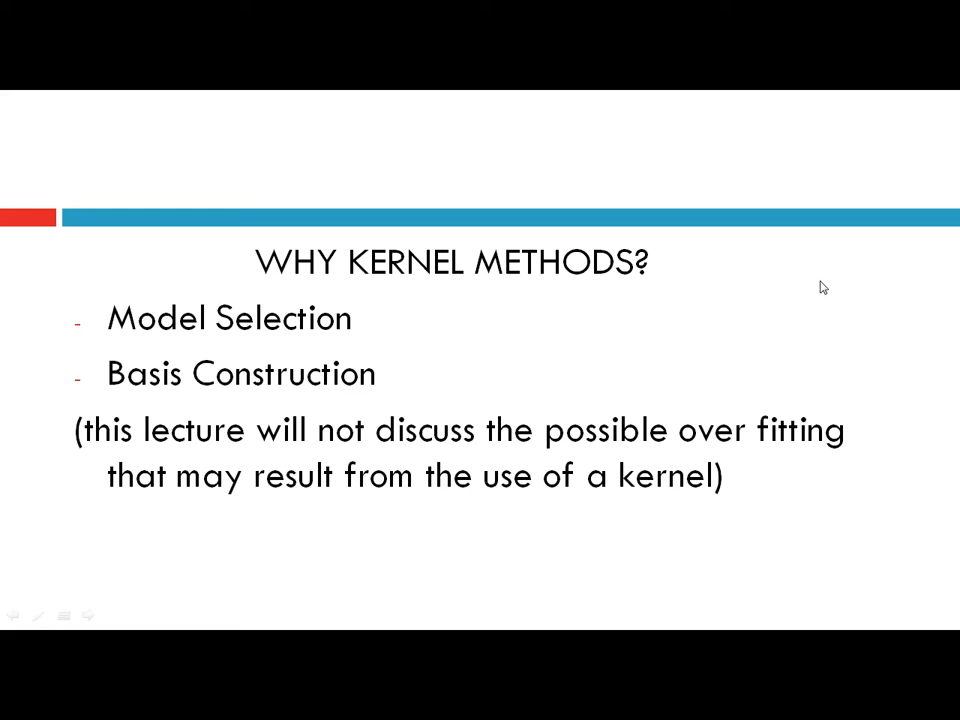 WHY KERNEL METHODS?
- Model Selection
- Basis Construction
(this lecture will not discuss the possible over fitting
that may result from the use of a kernel)